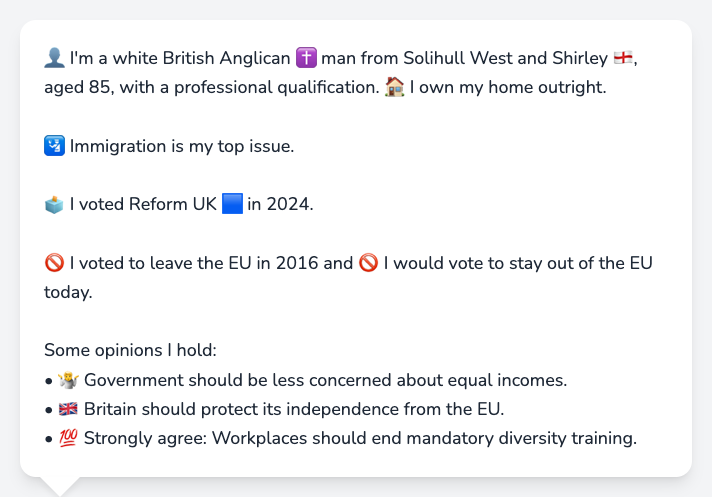 👤 I'm a white British Anglican ✝️ man from Solihull West and Shirley 🏴󠁧󠁢󠁥󠁮󠁧󠁿,
aged 85, with a professional qualification. 🏠 I own my home outright.
🛂 Immigration is my top issue.
🗳️ I voted Reform UK 🟦 in 2024.
🚫 I voted to leave the EU in 2016 and 🚫 I would vote to stay out of the EU
today.
Some opinions I hold:
• 🤷 Government should be less concerned about equal incomes.
• 🇬🇧 Britain should protect its independence from the EU.
• 💯 Strongly agree: Workplaces should end mandatory diversity training.